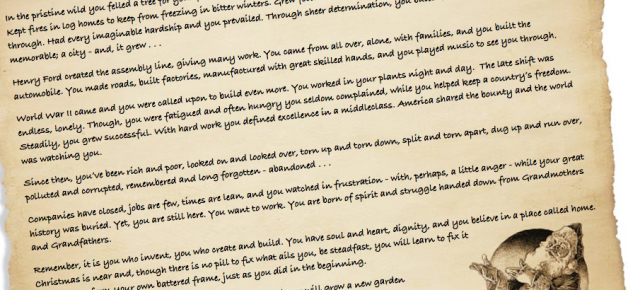 In the pristine wild you felled a tree for
Kept fires in log homes to keep from freezing in bitter winters.
through. Had every imaginable hardship and you prevailed. Through sheer determination, you
memorable; a city - and, it grew . . .
Henry Ford created the assembly line, giving many work. You came from all over, alone, with families, and you built the
automobile. You made roads, built factories, manufactured with great skilled hands, and you played music to see you through.
World War II came and you were called upon to build even more. You worked in your plants night and day. The late shift was
endless, lonely. Though, you were fatigued and often hungry you seldom complained, while you helped keep a country's freedom.
Steadily, you grew successful. With hard work you defined excellence in a middleclass. America shared the bounty and the world
was watching you.
Since then, you've been rich and poor, looked on and looked over, torn up and torn down, split and torn apart, dug up and run over,
polluted and corrupted, remembered and long forgotten - abandoned . . .
Companies have closed, jobs are few, times are lean, and you watched in frustration - with, perhaps, a little anger - while your great
history was buried. Yet, you are still here. You want to work. You are born of spirit and struggle handed down from Grandmothers
and Grandfathers.
Remember, it is you who invent, you who create and build. You have soul and heart, dignity, and you believe in a place called home.
Christmas is near and, though there is no pill to fix what ails you, be steadfast, you will learn to fix it
your own battered frame, just as you did in the beginning.
will grow a new garden